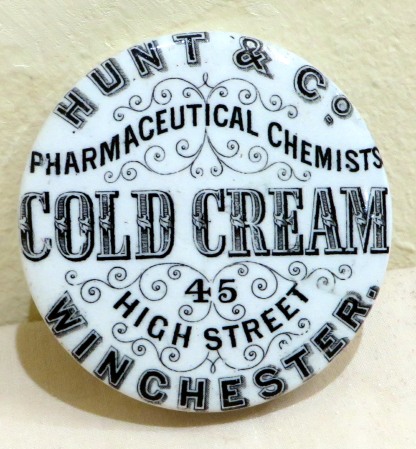 HUNT & Co.
PHARMACEUTICAL CHEMISTS
COLD CREAM
45
HIGH STREET
WINCHESTER.